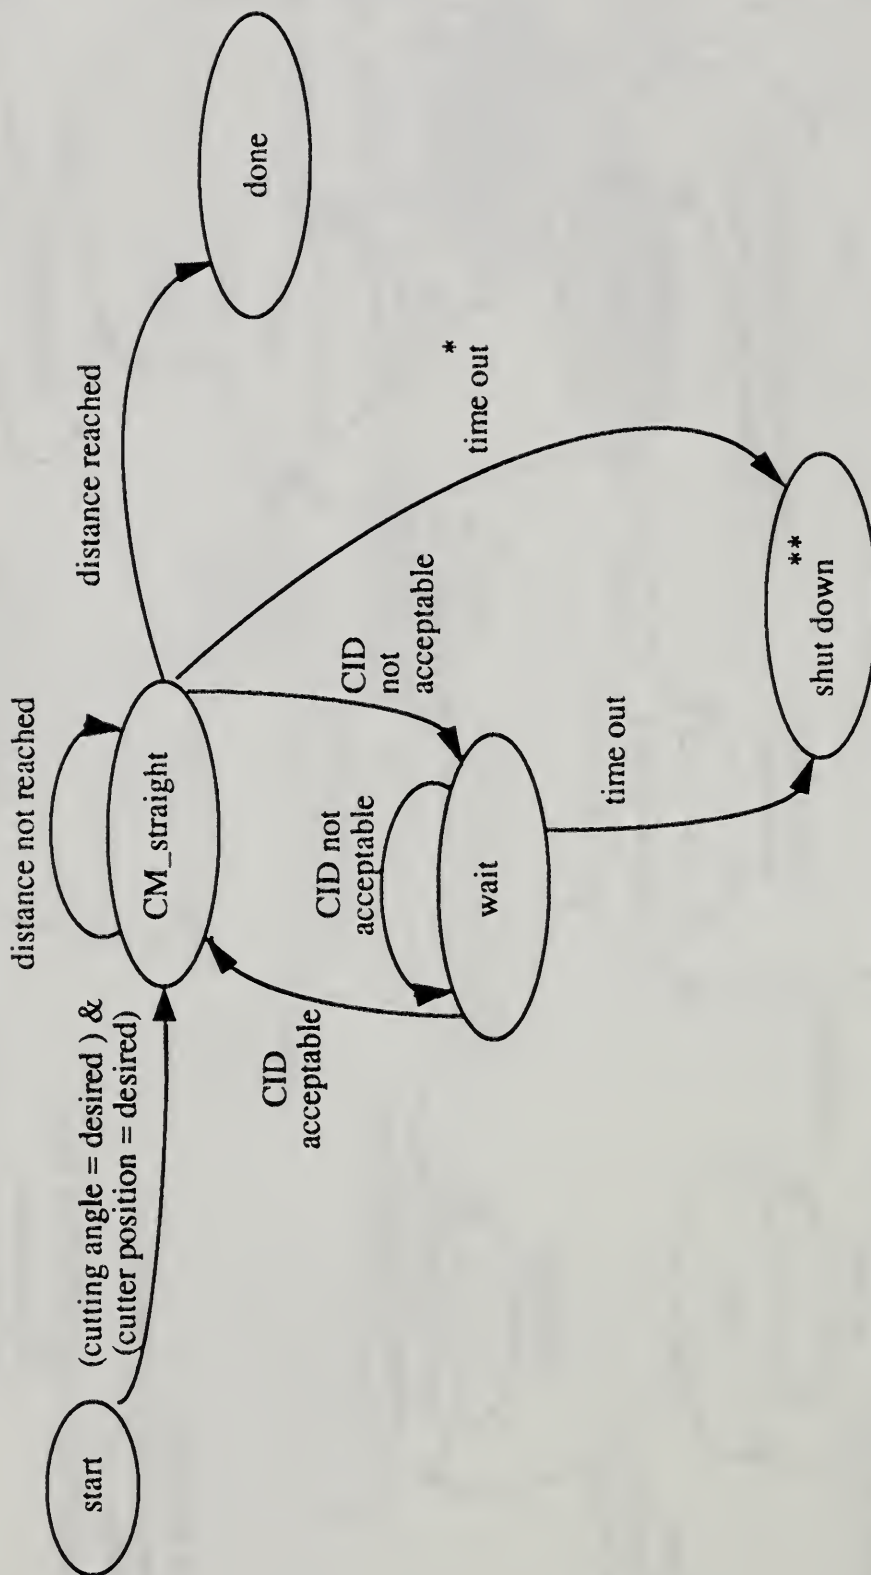 start
(cutting angle = desired ) &
(cutter position = desired)
distance not reached
CM_straight
distance reached
done
CID
acceptable
CID not
acceptable
wait
CID
not
acceptable
time out
*
time out
**
shut down